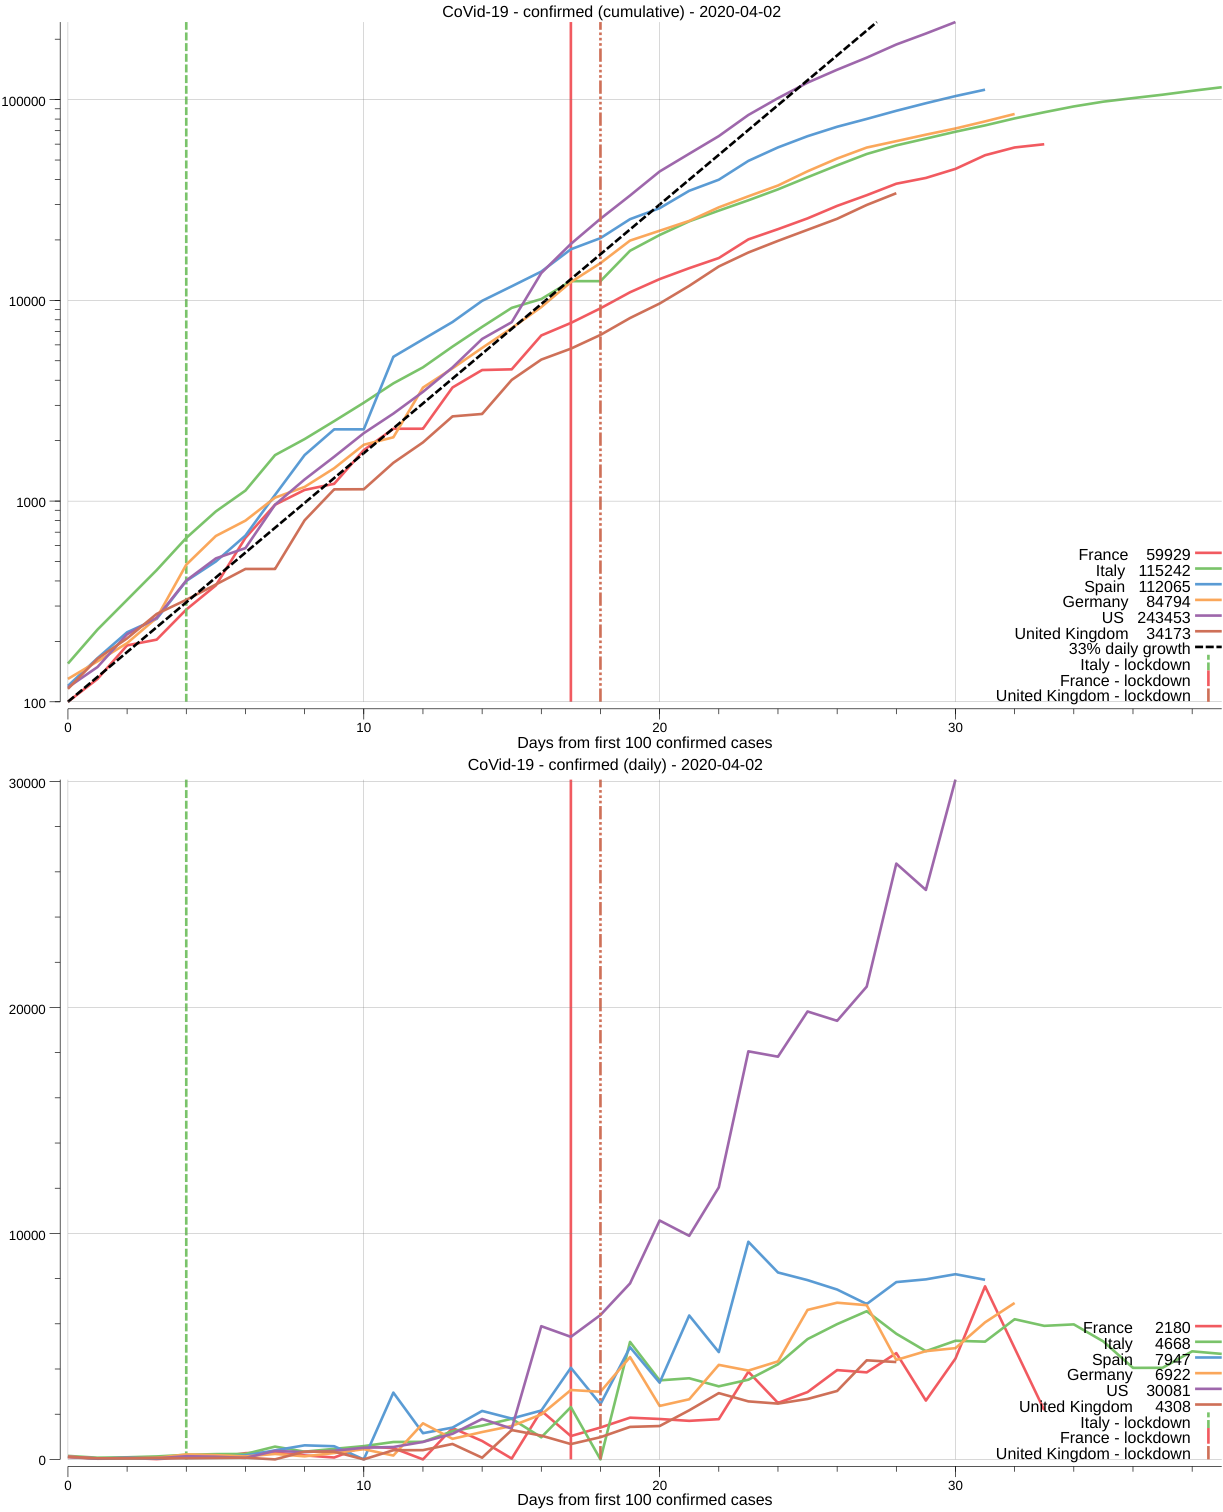 CoVid-19 - confirmed (cumulative) - 2020-04-02
100000
10000
1000
100
France 59929
Italy 115242
Spain 112065
Germany 84794
US 243453
United Kingdom 34173
33% daily growth
Italy - lockdown
France - lockdown
United Kingdom - lockdown
0 10 20 30
Days from first 100 confirmed cases
CoVid-19 - confirmed (daily) - 2020-04-02
30000
20000
10000
0
France 2180
Italy 4668
Spain 7947
Germany 6922
US 30081
United Kingdom 4308
Italy - lockdown
France - lockdown
United Kingdom - lockdown
0 10 20 30
Days from first 100 confirmed cases